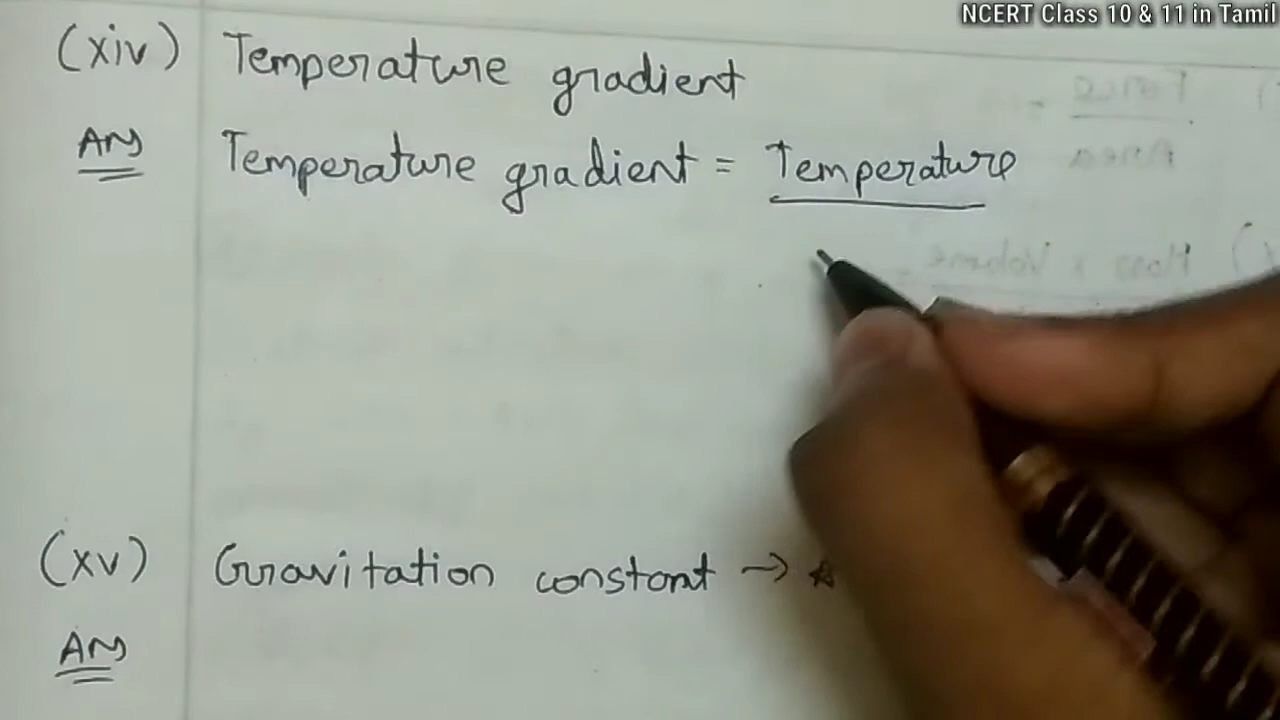 NCERT Class 10 & 11 in Tamil
(xiv) Temperature gradient
Ans Temperature gradient = Temperature
(xv) Gravitation constant → ☆
Ans